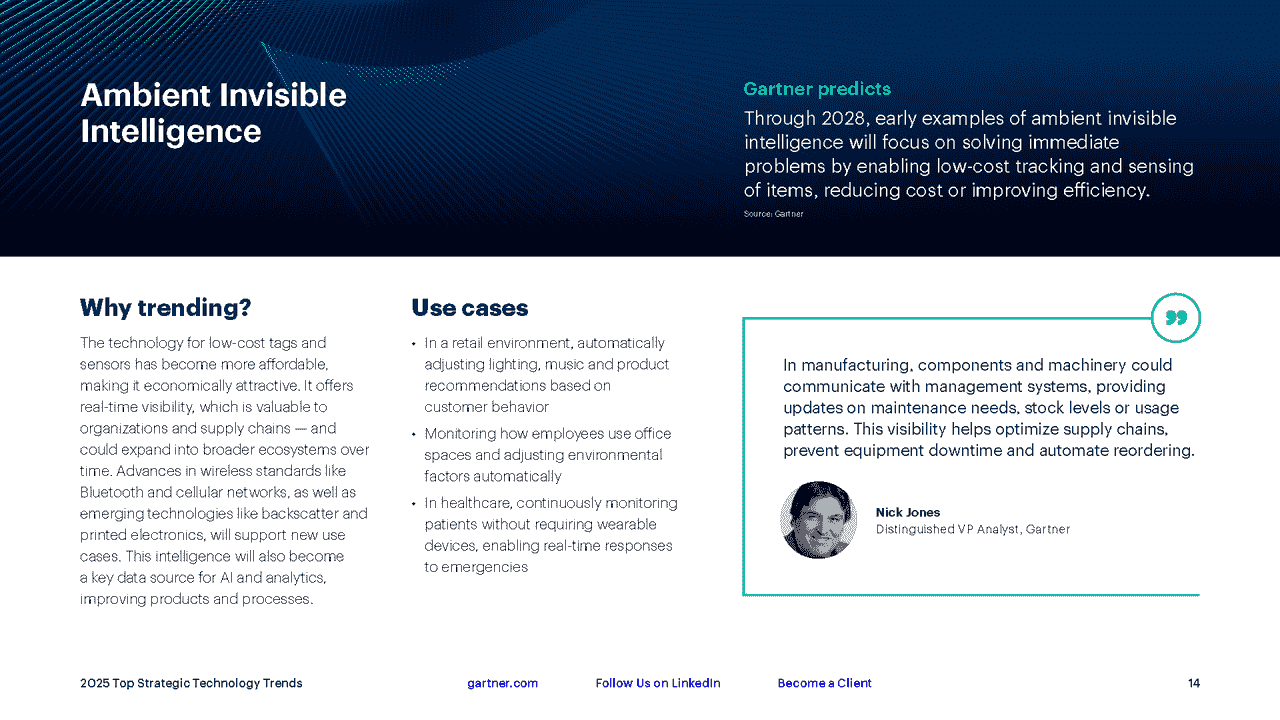 Ambient Invisible
Intelligence
Gartner predicts
Through 2028, early examples of ambient invisible
intelligence will focus on solving immediate
problems by enabling low-cost tracking and sensing
of items, reducing cost or improving efficiency.
Source: Gartner
Why trending?
The technology for low-cost tags and
sensors has become more affordable,
making it economically attractive. It offers
real-time visibility, which is valuable to
organizations and supply chains — and
could expand into broader ecosystems over
time. Advances in wireless standards like
Bluetooth and cellular networks, as well as
emerging technologies like backscatter and
printed electronics, will support new use
cases. This intelligence will also become
a key data source for AI and analytics,
improving products and processes.
Use cases
• In a retail environment, automatically
adjusting lighting, music and product
recommendations based on
customer behavior
• Monitoring how employees use office
spaces and adjusting environmental
factors automatically
• In healthcare, continuously monitoring
patients without requiring wearable
devices, enabling real-time responses
to emergencies
”
In manufacturing, components and machinery could
communicate with management systems, providing
updates on maintenance needs, stock levels or usage
patterns. This visibility helps optimize supply chains,
prevent equipment downtime and automate reordering.
Nick Jones
Distinguished VP Analyst, Gartner
2025 Top Strategic Technology Trends
gartner.com
Follow Us on LinkedIn
Become a Client
14